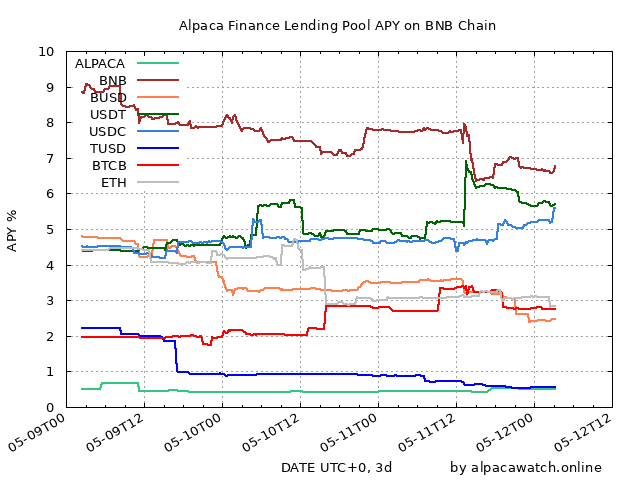 Alpaca Finance Lending Pool APY on BNB Chain
APY %
10
9
8
7
6
5
4
3
2
1
0
ALPACA
BNB
BUSD
USDT
USDC
TUSD
BTCB
ETH
05-09T00
05-09T12
05-10T00
05-10T12
05-11T00
05-11T12
05-12T00
05-12T12
DATE UTC+0, 3d
by alpacawatch.online